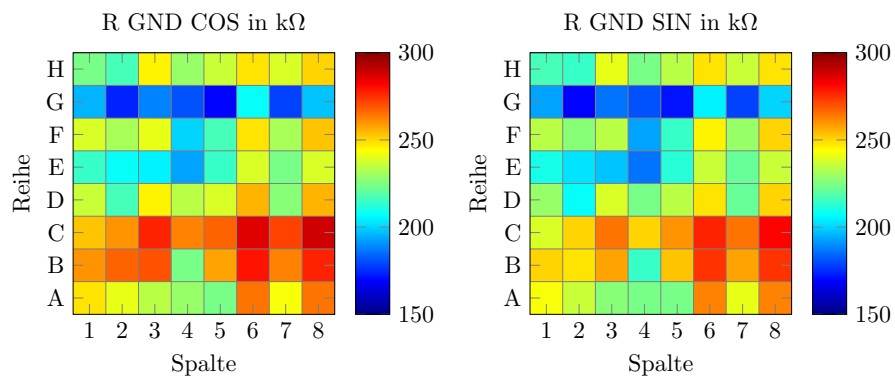 R GND COS in kΩ
H
G
F
E
D
C
B
A
Reihe
1 2 3 4 5 6 7 8
Spalte
300
250
200
150
R GND SIN in kΩ
H
G
F
E
D
C
B
A
Reihe
1 2 3 4 5 6 7 8
Spalte
300
250
200
150